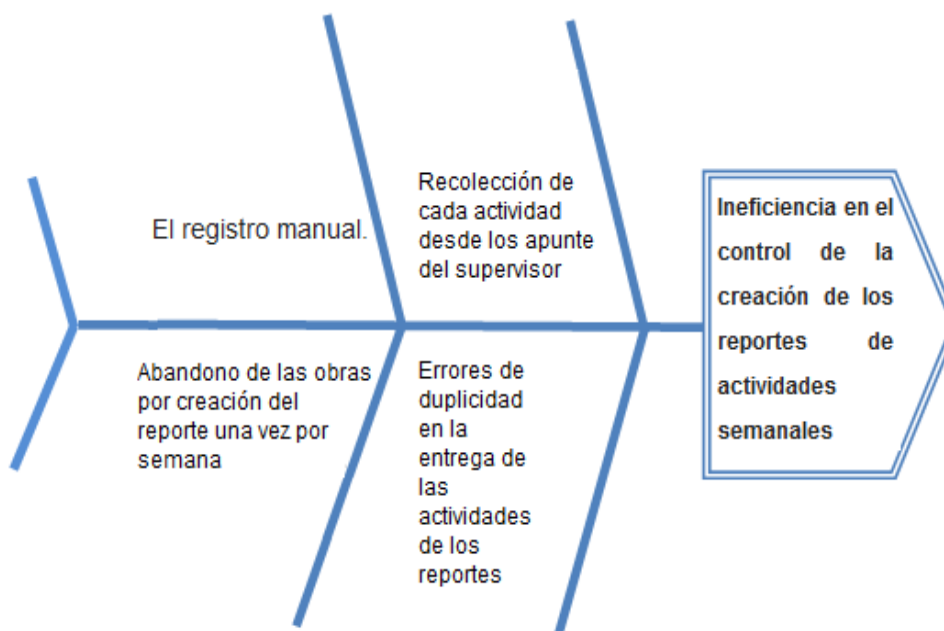 El registro manual.
Recolección de
cada actividad
desde los apunte
del supervisor
Abandono de las obras
por creación del
reporte una vez por
semana
Errores de
duplicidad
en la
entrega de
las
actividades
de los
reportes
Ineficiencia en el
control de la
creación de los
reportes de
actividades
semanales